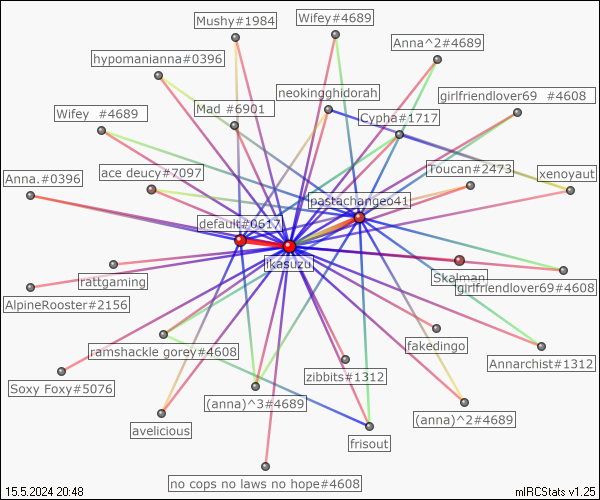 Mushy#1984
Wifey#4689
Anna^2#4689
hypomanianna#0396
neokingghidorah
girlfriendlover69 #4608
Wifey #4689
Mad #6901
Cypha#1717
Anna.#0396
ace deucy#7097
Toucan#2473
xenoyaut
pastachangeo41
default#0617
ikasuzu
rattgaming
Skalman
girlfriendlover69#4608
AlpineRooster#2156
ramshackle gorey#4608
fakedingo
Annarchist#1312
Soxy Foxy#5076
zibbits#1312
(anna)^3#4689
(anna)^2#4689
avelicious
frisout
no cops no laws no hope#4608
15.5.2024 20:48
mIRCStats v1.25